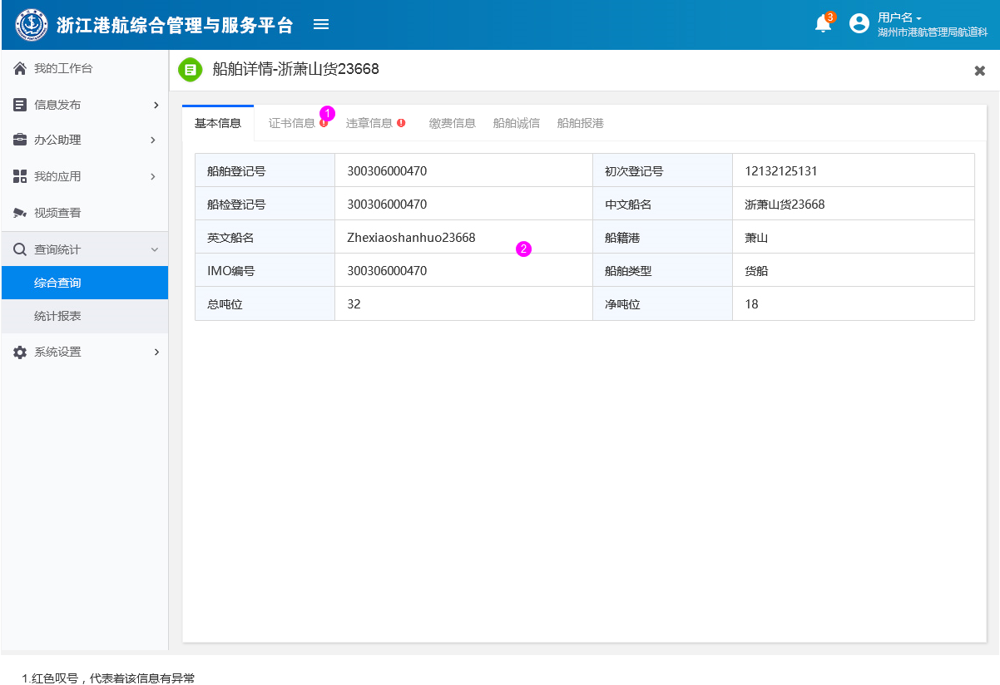 浙江港航综合管理与服务平台
3
用户名
湖州市港航管理局航道科
我的工作台
信息发布
办公助理
我的应用
视频查看
查询统计
综合查询
统计报表
系统设置
船舶详情-浙萧山货23668
基本信息 证书信息 1 违章信息 缴费信息 船舶诚信 船舶报港
船舶登记号 300306000470 初次登记号 12132125131
船检登记号 300306000470 中文船名 浙萧山货23668
英文船名 Zhexiaoshanhuo23668 2 船籍港 萧山
IMO编号 300306000470 船舶类型 货船
总吨位 32 净吨位 18
1.红色叹号，代表着该信息有异常